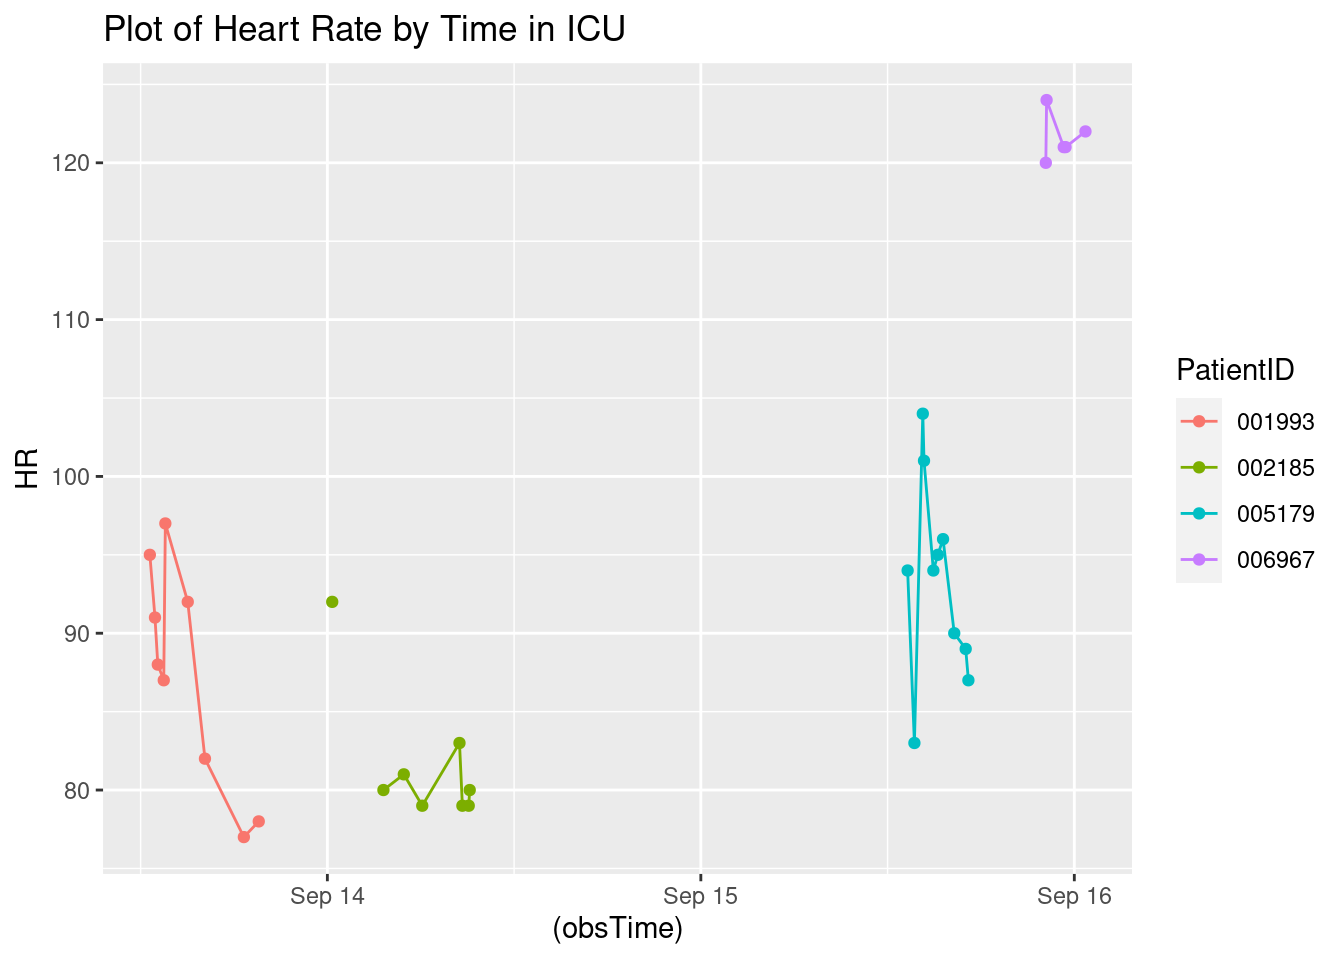 Plot of Heart Rate by Time in ICU
120
110
100
90
80
HR
Sep 14
Sep 15
Sep 16
(obsTime)
PatientID
001993
002185
005179
006967